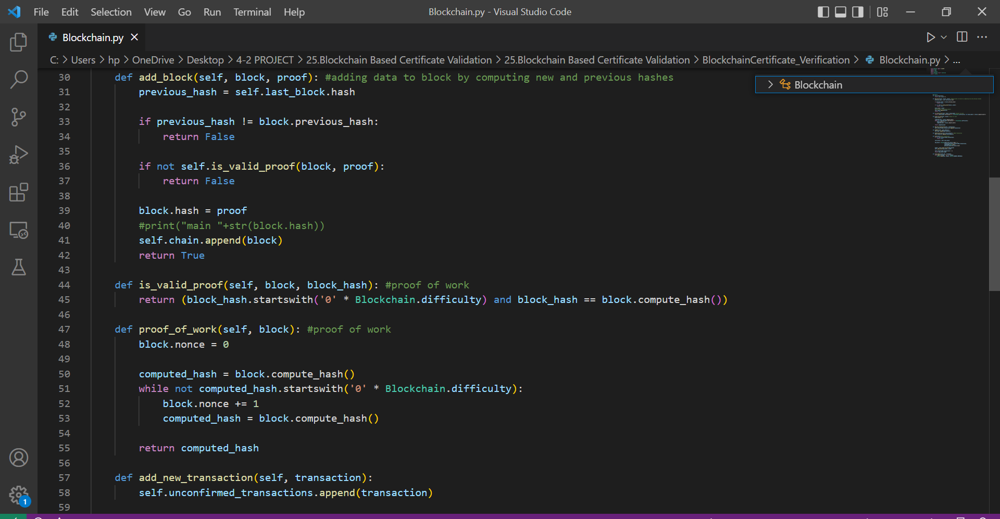 File Edit Selection View Go Run Terminal Help Blockchain.py - Visual Studio Code
Blockchain.py
C: > Users > hp > OneDrive > Desktop > 4-2 PROJECT > 25.Blockchain Based Certificate Validation > 25.Blockchain Based Certificate Validation > BlockchainCertificate_Verification > Blockchain.py > ...
Blockchain
30 def add_block(self, block, proof): #adding data to block by computing new and previous hashes
31 previous_hash = self.last_block.hash
32
33 if previous_hash != block.previous_hash:
34 return False
35
36 if not self.is_valid_proof(block, proof):
37 return False
38
39 block.hash = proof
40 #print("main "+str(block.hash))
41 self.chain.append(block)
42 return True
43
44 def is_valid_proof(self, block, block_hash): #proof of work
45 return (block_hash.startswith('0' * Blockchain.difficulty) and block_hash == block.compute_hash())
46
47 def proof_of_work(self, block): #proof of work
48 block.nonce = 0
49
50 computed_hash = block.compute_hash()
51 while not computed_hash.startswith('0' * Blockchain.difficulty):
52 block.nonce += 1
53 computed_hash = block.compute_hash()
54
55 return computed_hash
56
57 def add_new_transaction(self, transaction):
58 self.unconfirmed_transactions.append(transaction)
59
1